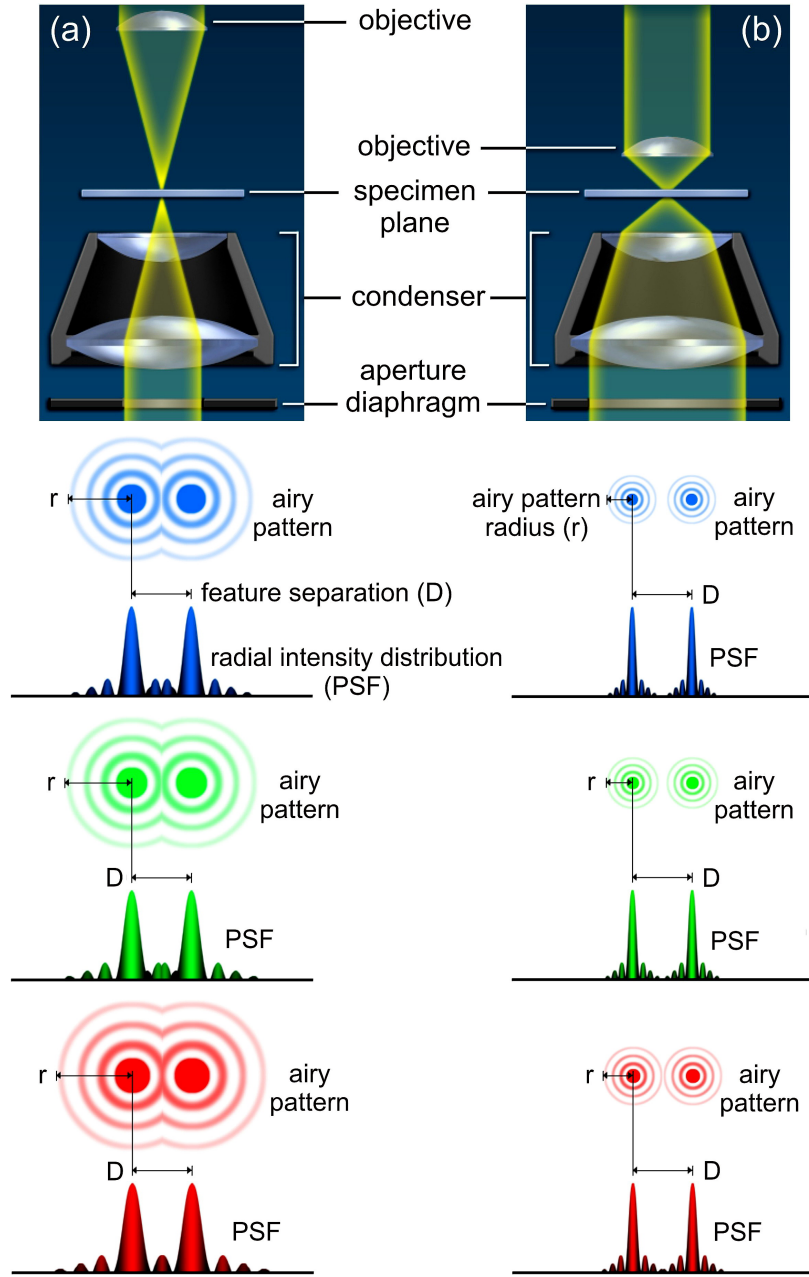 (a)
objective
(b)
objective
specimen
plane
condenser
aperture
diaphragm
r
airy
pattern
airy pattern
radius (r)
airy
pattern
feature separation (D)
D
radial intensity distribution
(PSF)
PSF
r
airy
pattern
r
airy
pattern
D
D
PSF
PSF
r
airy
pattern
r
airy
pattern
D
D
PSF
PSF